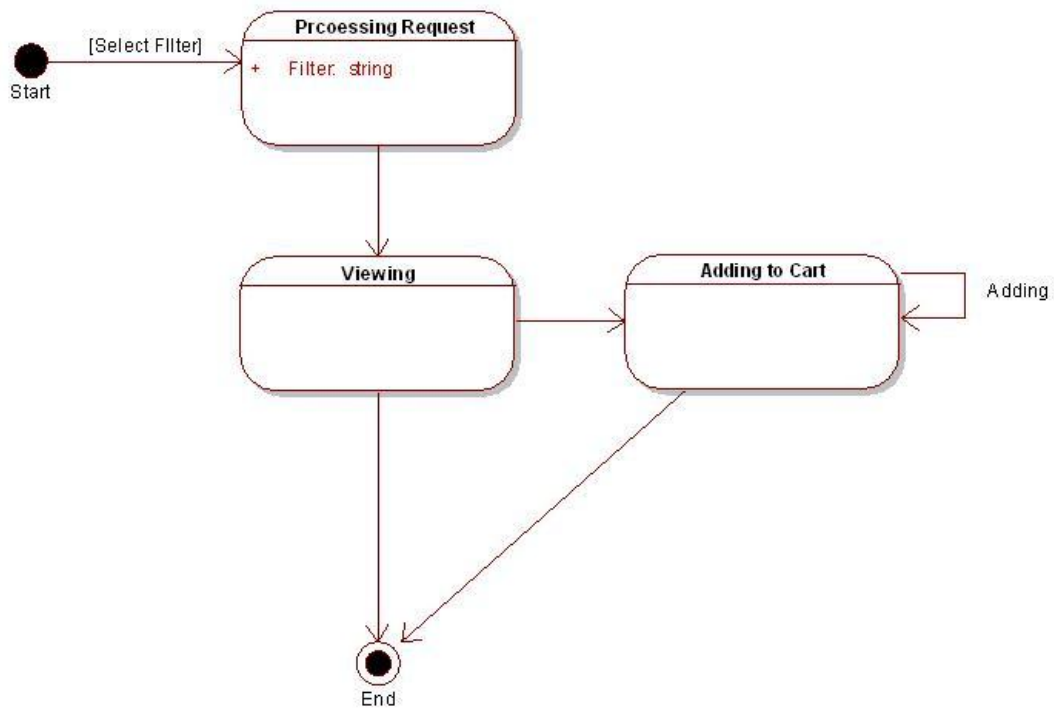 Prcoessing Request
[Select FIlter]
+ Filter: string
Start
Viewing
Adding to Cart
Adding
End